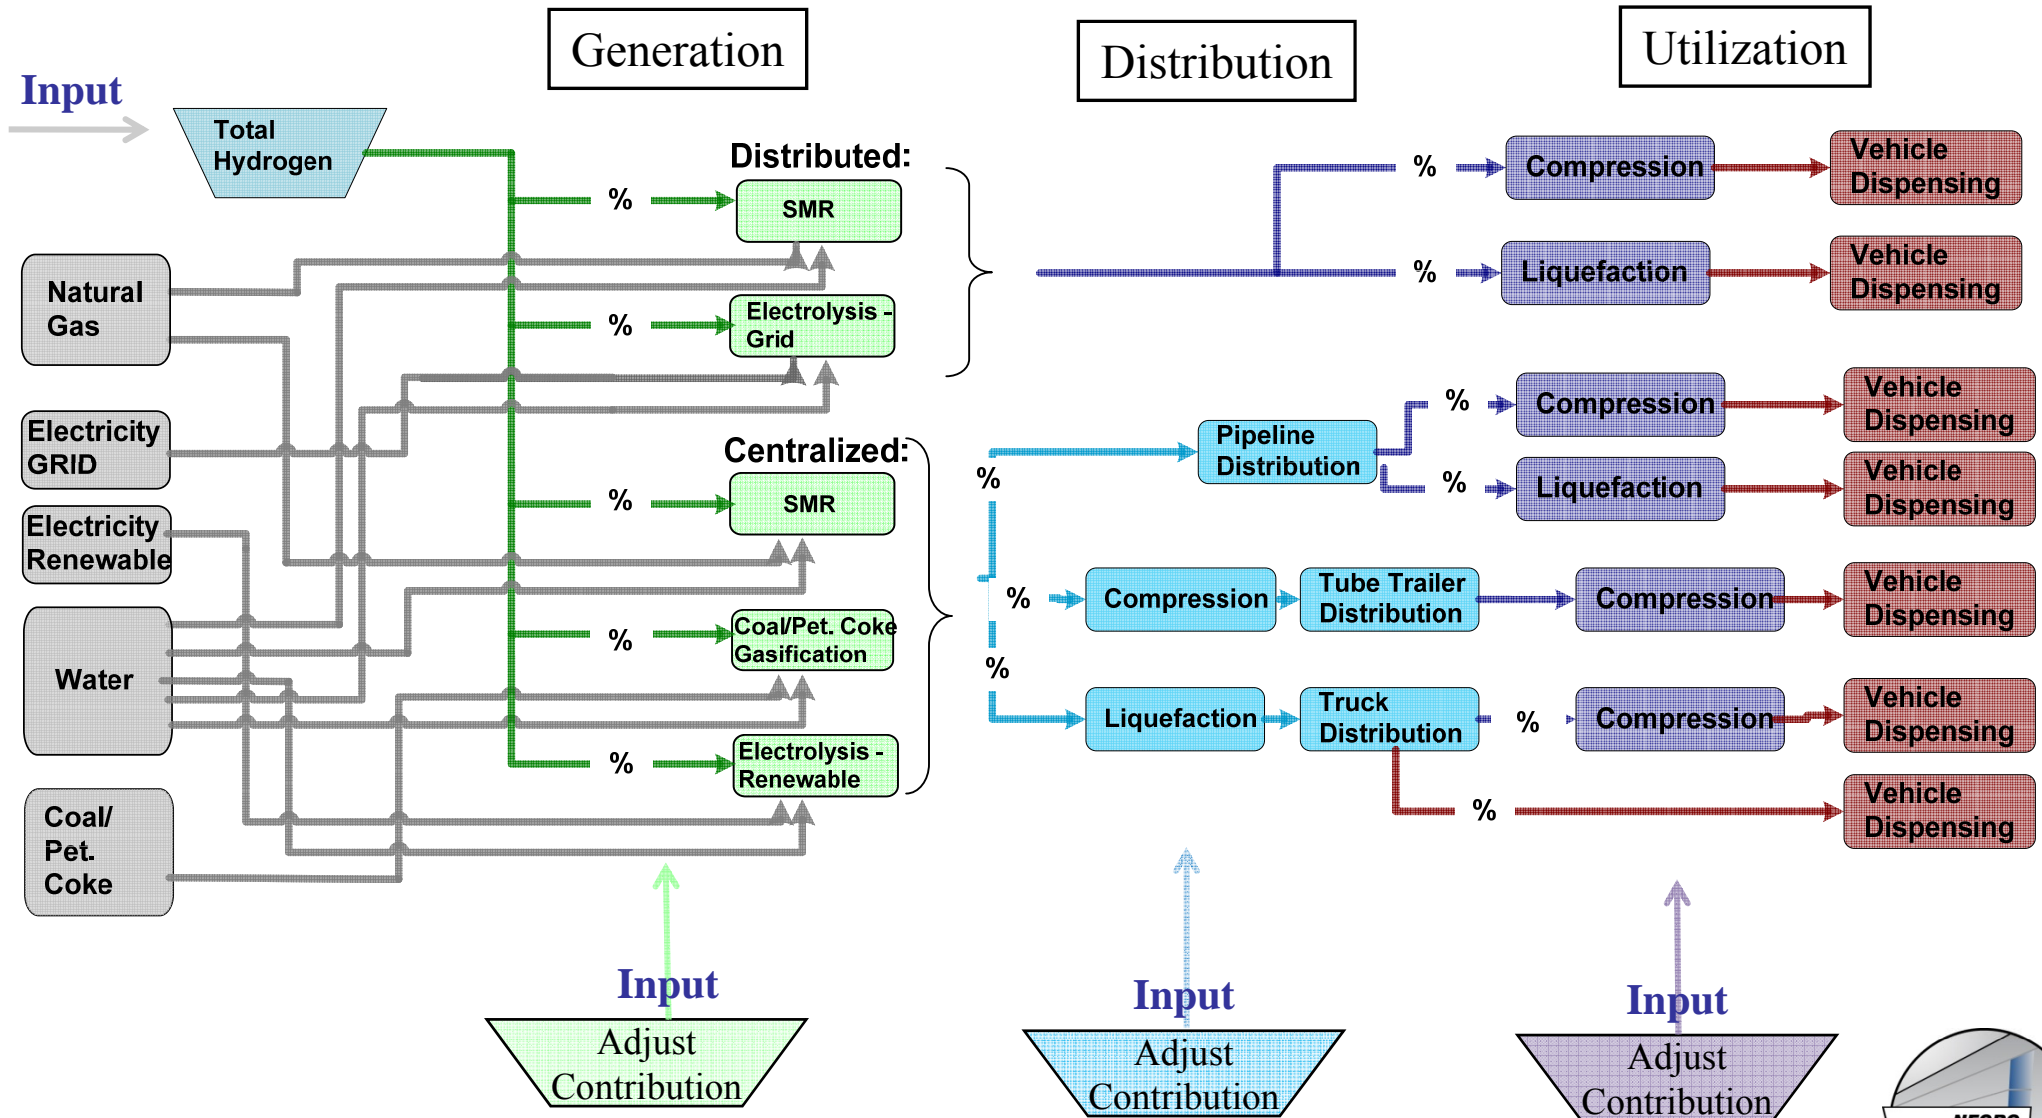 Generation
Distribution
Utilization
Input
Total
Hydrogen
Distributed:
%
SMR
%
Electrolysis -
Grid
Centralized:
%
SMR
%
Coal/Pet. Coke
Gasification
%
Electrolysis -
Renewable
Natural
Gas
Electricity
GRID
Electricity
Renewable
Water
Coal/
Pet.
Coke
%
Compression
Vehicle
Dispensing
%
Liquefaction
Vehicle
Dispensing
%
Pipeline
Distribution
%
Compression
Vehicle
Dispensing
%
Liquefaction
Vehicle
Dispensing
%
Compression
Tube Trailer
Distribution
Compression
Vehicle
Dispensing
%
Liquefaction
Truck
Distribution
%
Compression
Vehicle
Dispensing
%
Vehicle
Dispensing
Input
Adjust
Contribution
Input
Adjust
Contribution
Input
Adjust
Contribution